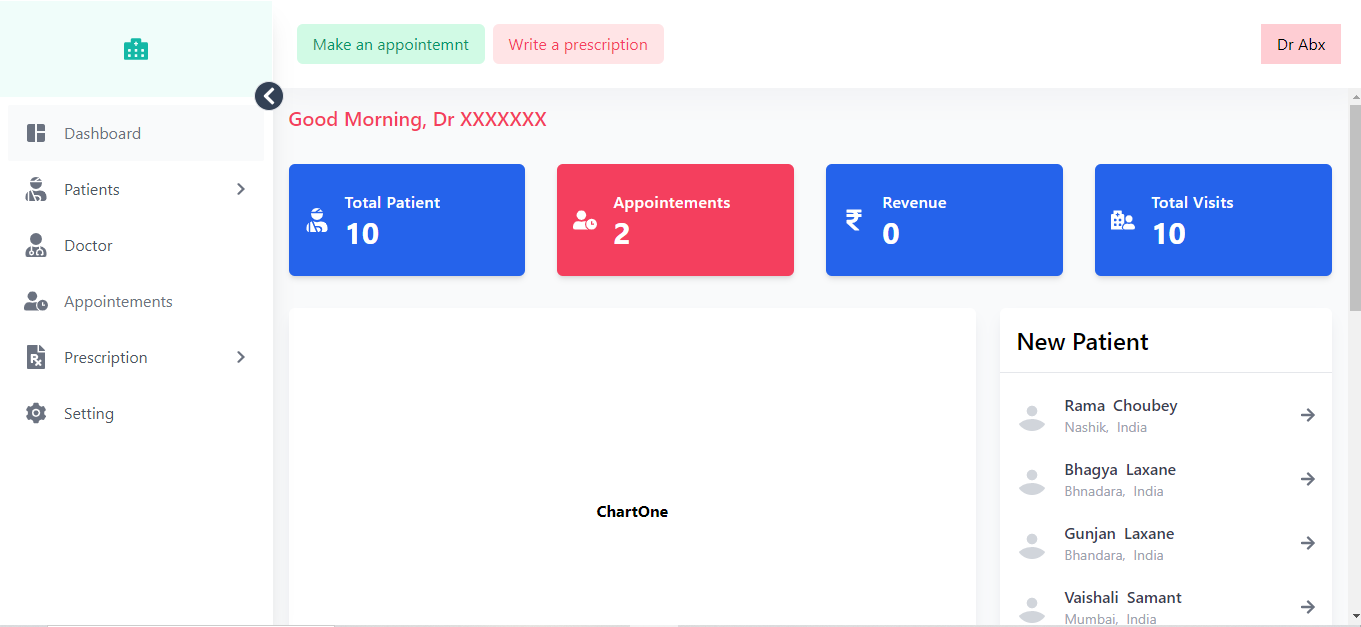 Make an appointemnt
Write a prescription
Dr Abx
Dashboard
Patients
Doctor
Appointements
Prescription
Setting
Good Morning, Dr XXXXXXX
Total Patient
10
Appointements
2
Revenue
₹
0
Total Visits
10
ChartOne
New Patient
Rama Choubey
Nashik, India
Bhagya Laxane
Bhnadara, India
Gunjan Laxane
Bhandara, India
Vaishali Samant
Mumbai, India